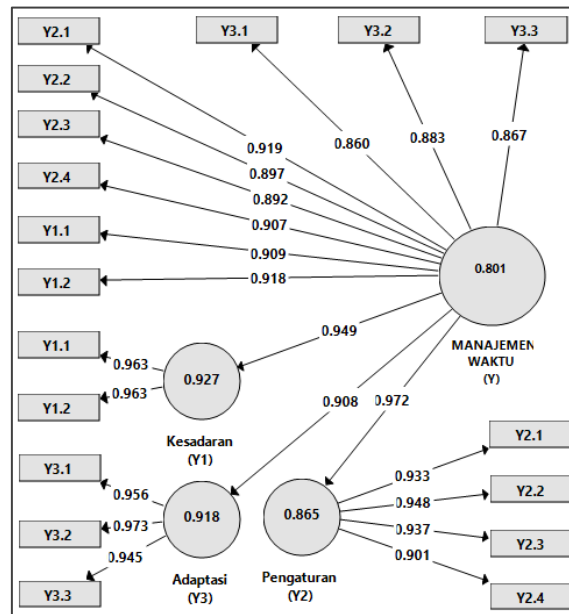 Y2.1
Y3.1
Y3.2
Y3.3
Y2.2
Y2.3
Y2.4
Y1.1
Y1.2
0.919
0.897
0.892
0.907
0.909
0.918
0.860
0.883
0.867
0.801
MANAJEMEN
WAKTU
(Y)
0.949
0.908
0.972
Y1.1
Y1.2
0.963
0.963
0.927
Kesadaran
(Y1)
Y3.1
Y3.2
Y3.3
0.956
0.973
0.945
0.918
Adaptasi
(Y3)
0.865
Pengaturan
(Y2)
0.933
0.948
0.937
0.901
Y2.1
Y2.2
Y2.3
Y2.4